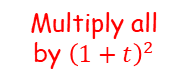 Multiply all
by (1 + t)²